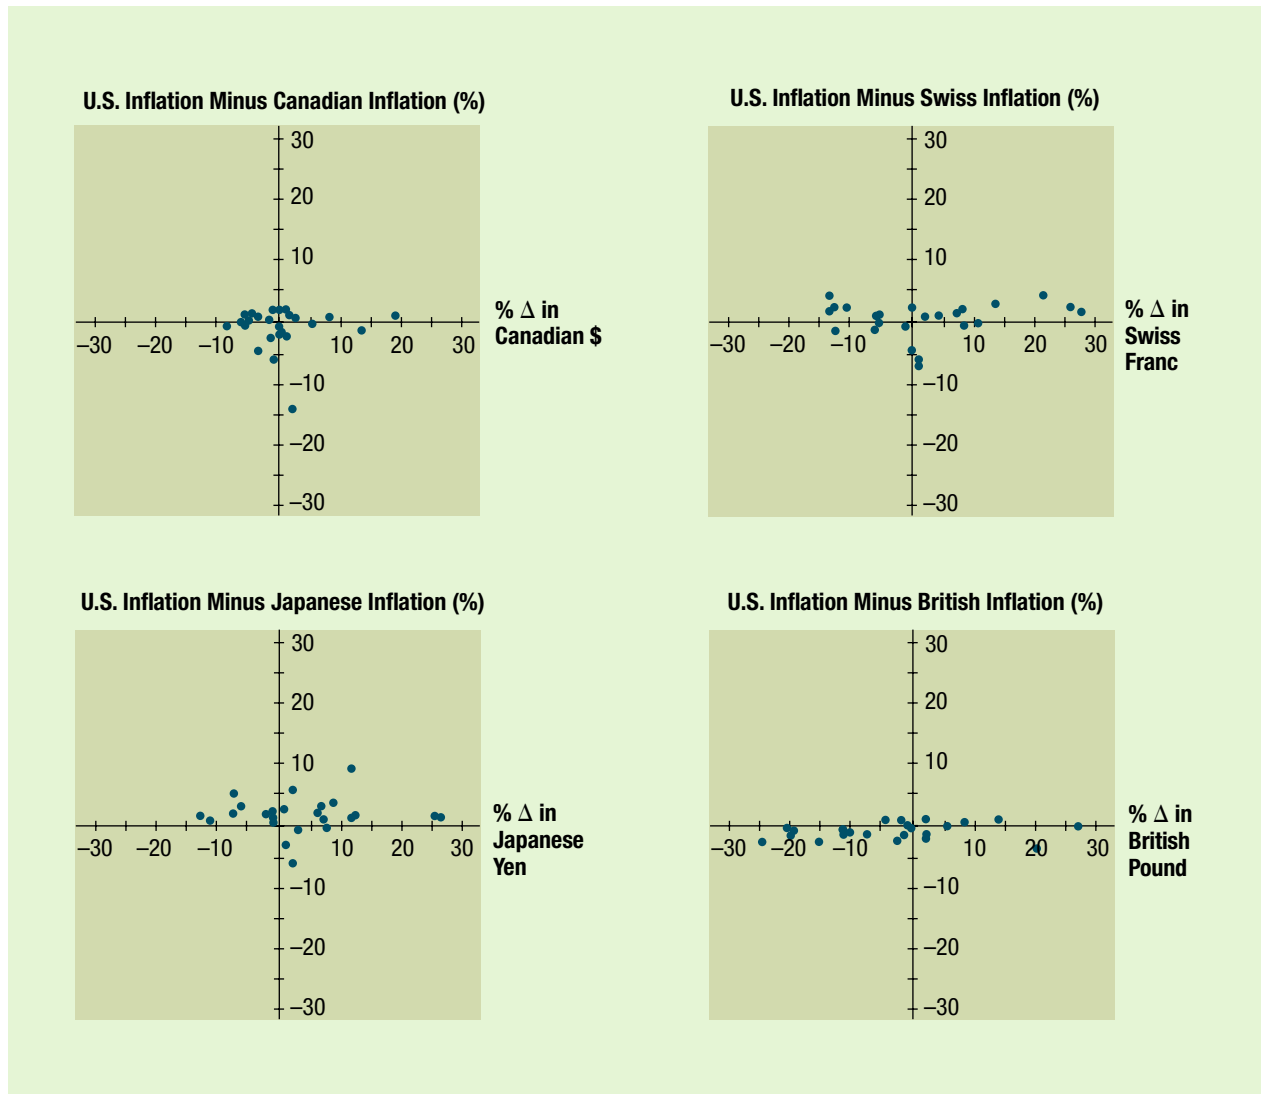 U.S. Inflation Minus Canadian Inflation (%)
30
20
10
–30 –20 –10 10 20 30
–10
–20
–30
% Δ in
Canadian $
U.S. Inflation Minus Swiss Inflation (%)
30
20
10
–30 –20 –10 10 20 30
–10
–20
–30
% Δ in
Swiss
Franc
U.S. Inflation Minus Japanese Inflation (%)
30
20
10
–30 –20 –10 10 20 30
–10
–20
–30
% Δ in
Japanese
Yen
U.S. Inflation Minus British Inflation (%)
30
20
10
–30 –20 –10 10 20 30
–10
–20
–30
% Δ in
British
Pound